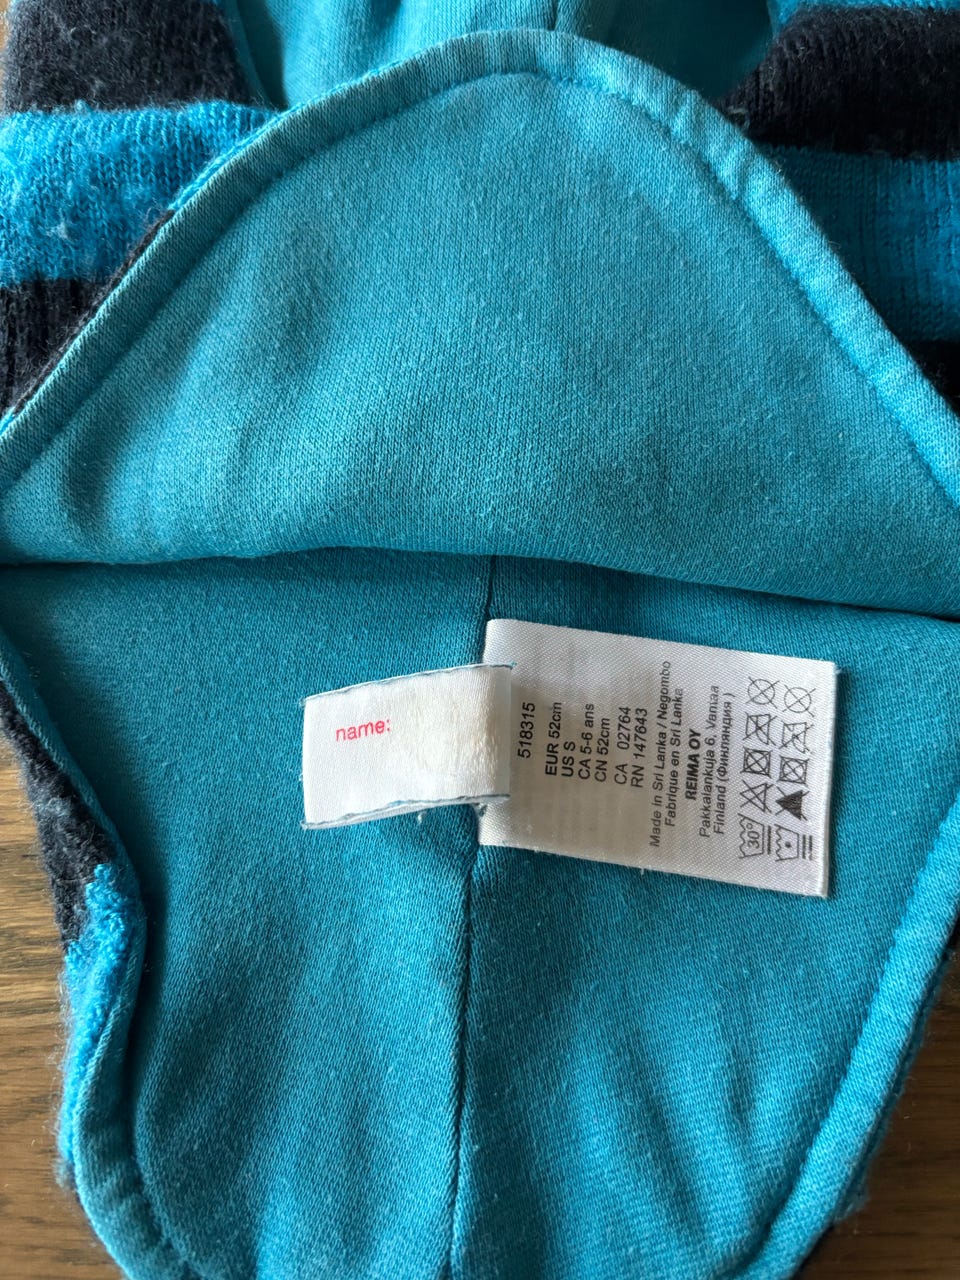 name:
518315
EUR 52cm
US S
CA 5-6 ans
CN 52cm
CA 02764
RN 147643
Made in Sri Lanka / Negombo
Fabrique en Sri Lanka
REIMA OY
Pakkalankuja 6, Vantaa
Finland (Финляндия)
30°